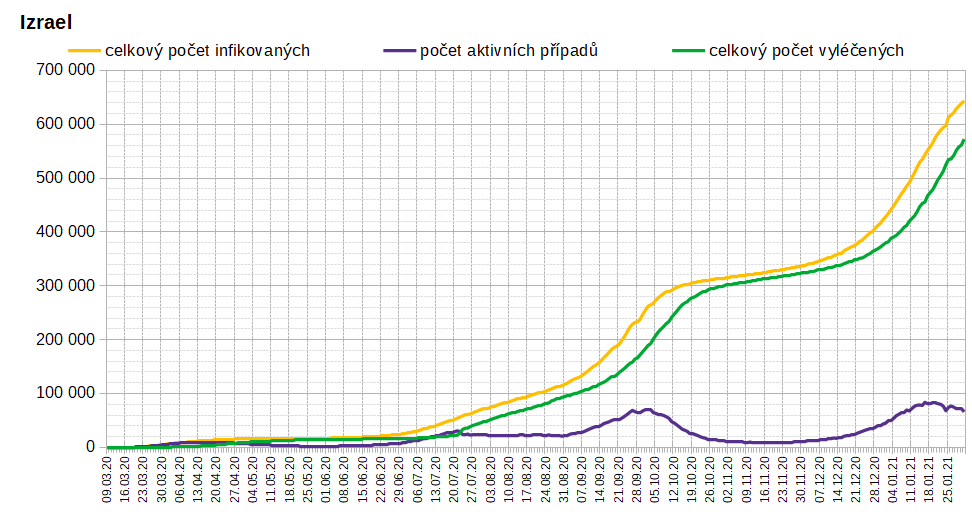 Izrael
celkový počet infikovaných počet aktivních případů celkový počet vyléčených
700 000
600 000
500 000
400 000
300 000
200 000
100 000
0
09.03.20 16.03.20 23.03.20 30.03.20 06.04.20 13.04.20 20.04.20 27.04.20 04.05.20 11.05.20 18.05.20 25.05.20 01.06.20 08.06.20 15.06.20 22.06.20 29.06.20 06.07.20 13.07.20 20.07.20 27.07.20 03.08.20 10.08.20 17.08.20 24.08.20 31.08.20 07.09.20 14.09.20 21.09.20 28.09.20 05.10.20 12.10.20 19.10.20 26.10.20 02.11.20 09.11.20 16.11.20 23.11.20 30.11.20 07.12.20 14.12.20 21.12.20 28.12.20 04.01.21 11.01.21 18.01.21 25.01.21